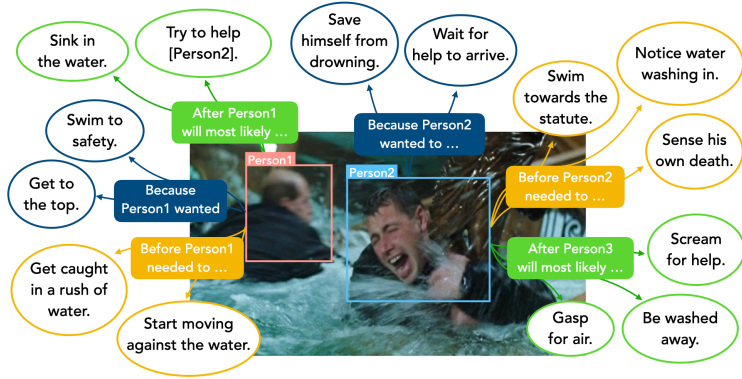 Sink in
the water.
Try to help
[Person2].
Save
himself from
drowning.
Wait for
help to arrive.
Notice water
washing in.
Swim
towards the
statute.
After Person1
will most likely ...
Because Person2
wanted to ...
Swim to
safety.
Sense his
own death.
Person1
Person2
Before Person2
needed to ...
Get to
the top.
Because
Person1 wanted
Before Person1
needed to ...
After Person3
will most likely ...
Scream
for help.
Get caught
in a rush of
water.
Start moving
against the water.
Gasp
for air.
Be washed
away.